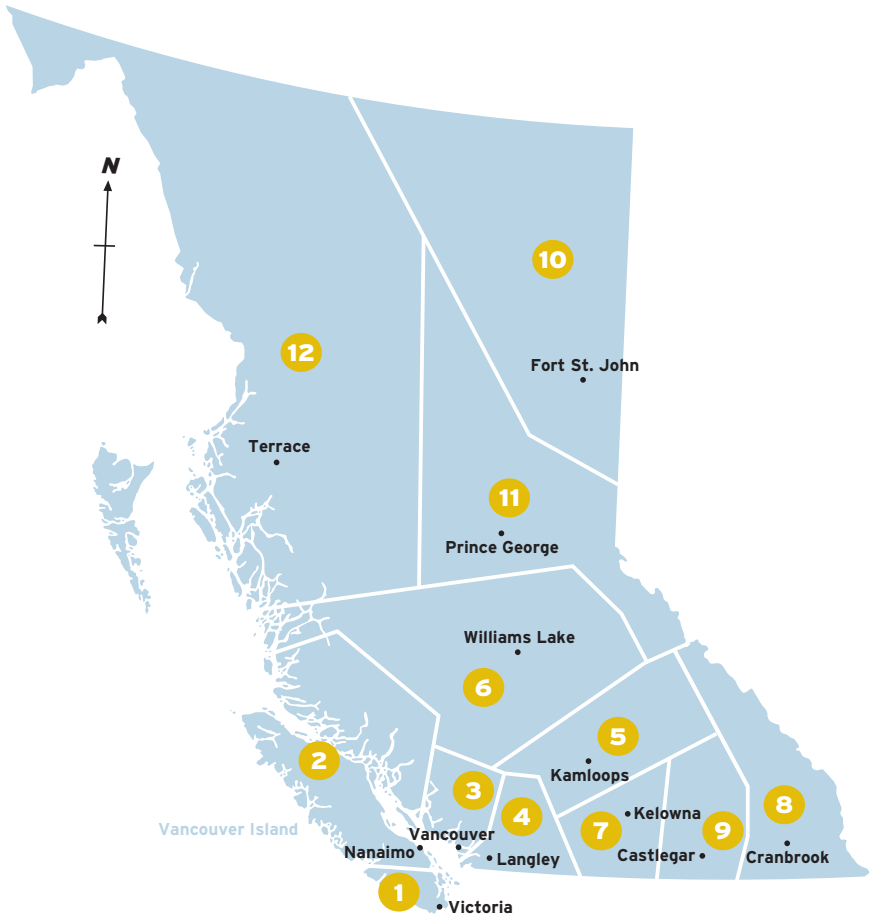 N
10
12
Fort St. John
Terrace
11
Prince George
Williams Lake
6
5
2
Kamloops
3
8
4
Kelowna
7
9
Vancouver Island
Vancouver
Nanaimo
Langley
Castlegar
Cranbrook
1
Victoria